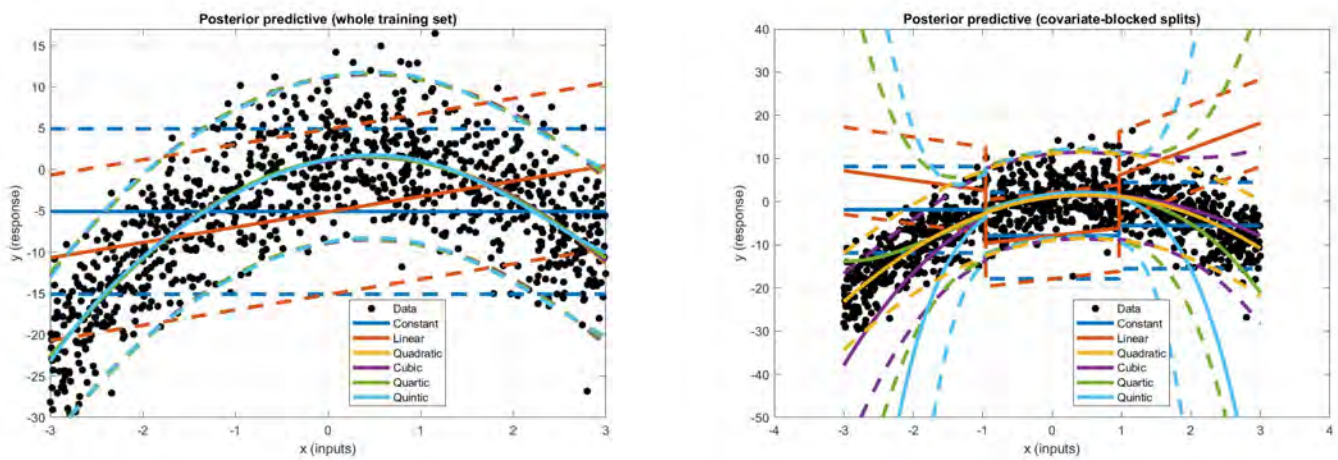 Posterior predictive (whole training set)
15
10
5
0
-5
-10
-15
-20
-25
-30
y (response)
Data
Constant
Linear
Quadratic
Cubic
Quartic
Quintic
-3 -2 -1 0 1 2 3
x (inputs)
Posterior predictive (covariate-blocked splits)
40
30
20
10
0
-10
-20
-30
-40
-50
y (response)
Data
Constant
Linear
Quadratic
Cubic
Quartic
Quintic
-4 -3 -2 -1 0 1 2 3 4
x (inputs)